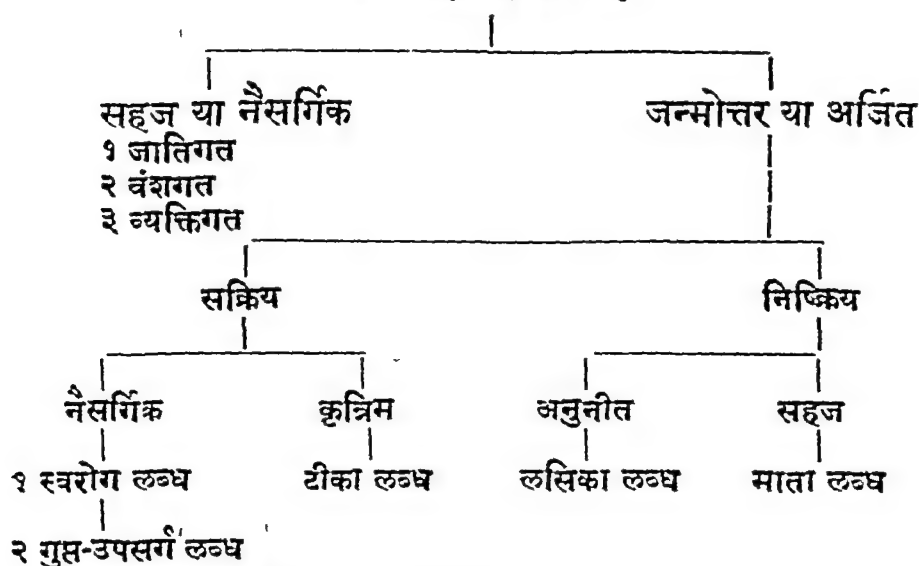 सहज या नैसर्गिक जन्मोत्तर या अर्जित
१ जातिगत
२ वंशगत
३ व्यक्तिगत
सक्रिय निष्क्रिय
नैसर्गिक कृत्रिम अनुनीत सहज
१ स्वरोग लब्ध टीका लब्ध लसिका लब्ध माता लब्ध
२ गुप्त-उपसर्ग लब्ध